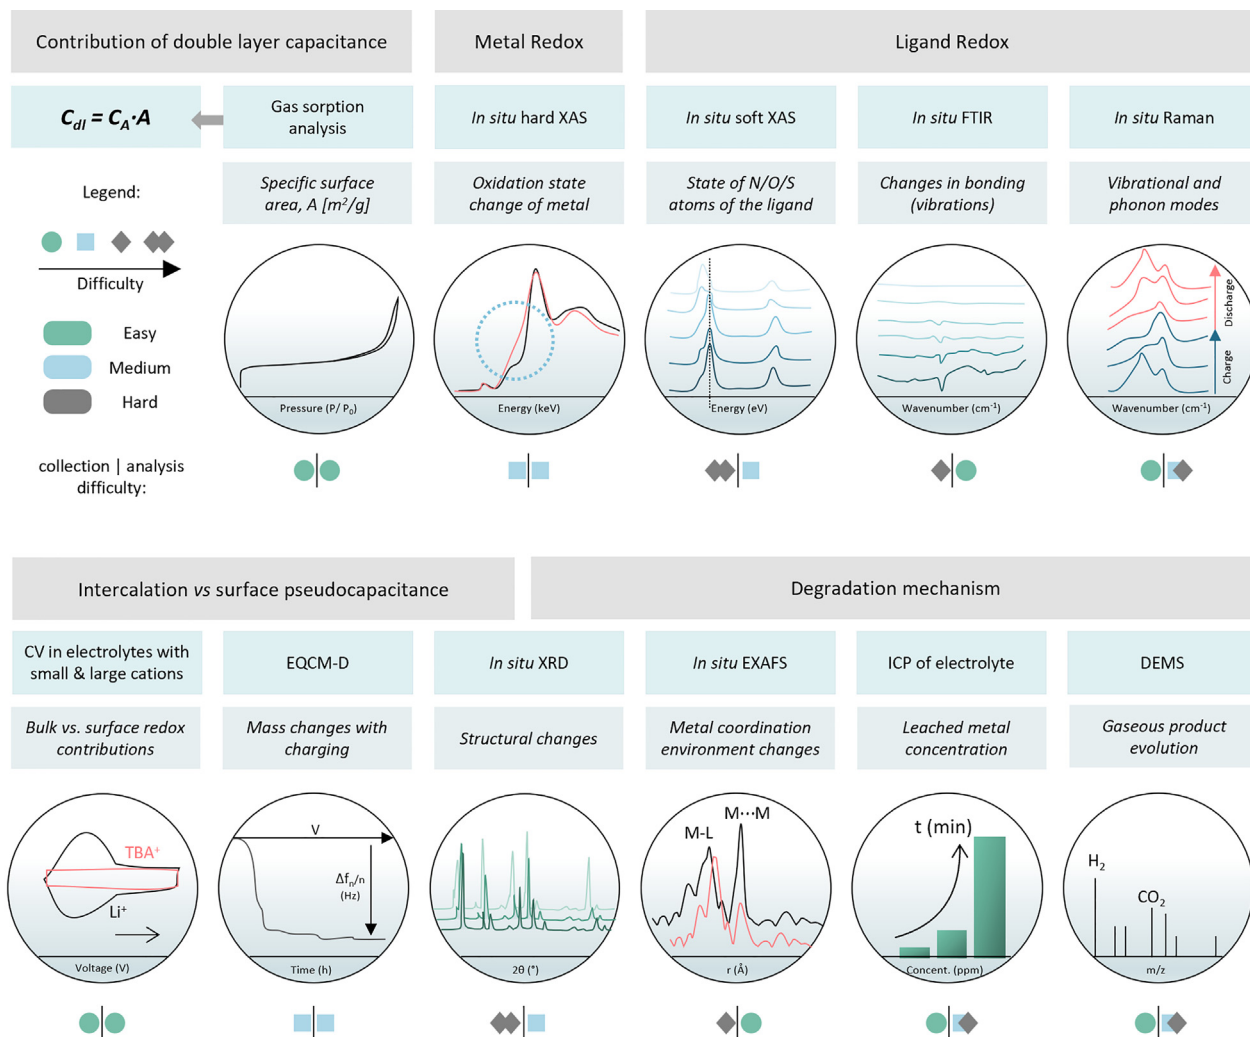 Contribution of double layer capacitance
Metal Redox
Ligand Redox
C_dl = C_A·A
Gas sorption
analysis
In situ hard XAS
In situ soft XAS
In situ FTIR
In situ Raman
Legend:
Difficulty
Easy
Medium
Hard
collection | analysis
difficulty:
Specific surface
area, A [m²/g]
Oxidation state
change of metal
State of N/O/S
atoms of the ligand
Changes in bonding
(vibrations)
Vibrational and
phonon modes
Pressure (P/ P₀)
Energy (keV)
Energy (eV)
Wavenumber (cm⁻¹)
Discharge
Charge
Wavenumber (cm⁻¹)
Intercalation vs surface pseudocapacitance
Degradation mechanism
CV in electrolytes with
small & large cations
EQCM-D
In situ XRD
In situ EXAFS
ICP of electrolyte
DEMS
Bulk vs. surface redox
contributions
Mass changes with
charging
Structural changes
Metal coordination
environment changes
Leached metal
concentration
Gaseous product
evolution
TBA⁺
Li⁺
Voltage (V)
V
Δfₙ/n
(Hz)
Time (h)
2θ (°)
M-L
M⋯M
r (Å)
t (min)
Concent. (ppm)
H₂
CO₂
m/z